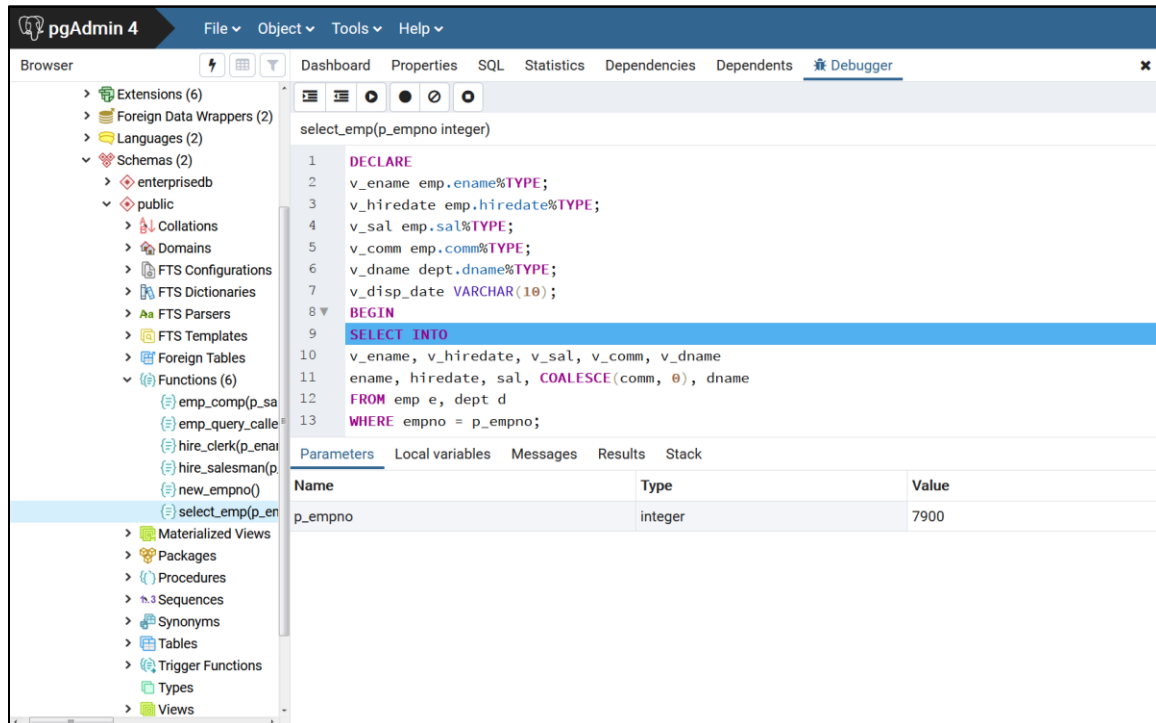 pgAdmin 4 File Object Tools Help
Browser
Dashboard Properties SQL Statistics Dependencies Dependents Debugger
Extensions (6)
Foreign Data Wrappers (2)
Languages (2)
Schemas (2)
enterprisedb
public
Collations
Domains
FTS Configurations
FTS Dictionaries
Aa FTS Parsers
FTS Templates
Foreign Tables
Functions (6)
emp_comp(p_sa
emp_query_calle
hire_clerk(p_enar
hire_salesman(p_
new_empno()
select_emp(p_en
Materialized Views
Packages
Procedures
1..3 Sequences
Synonyms
Tables
Trigger Functions
Types
Views
select_emp(p_empno integer)
1 DECLARE
2 v_ename emp.ename%TYPE;
3 v_hiredate emp.hiredate%TYPE;
4 v_sal emp.sal%TYPE;
5 v_comm emp.comm%TYPE;
6 v_dname dept.dname%TYPE;
7 v_disp_date VARCHAR(10);
8 BEGIN
9 SELECT INTO
10 v_ename, v_hiredate, v_sal, v_comm, v_dname
11 ename, hiredate, sal, COALESCE(comm, 0), dname
12 FROM emp e, dept d
13 WHERE empno = p_empno;
Parameters Local variables Messages Results Stack
Name Type Value
p_empno integer 7900